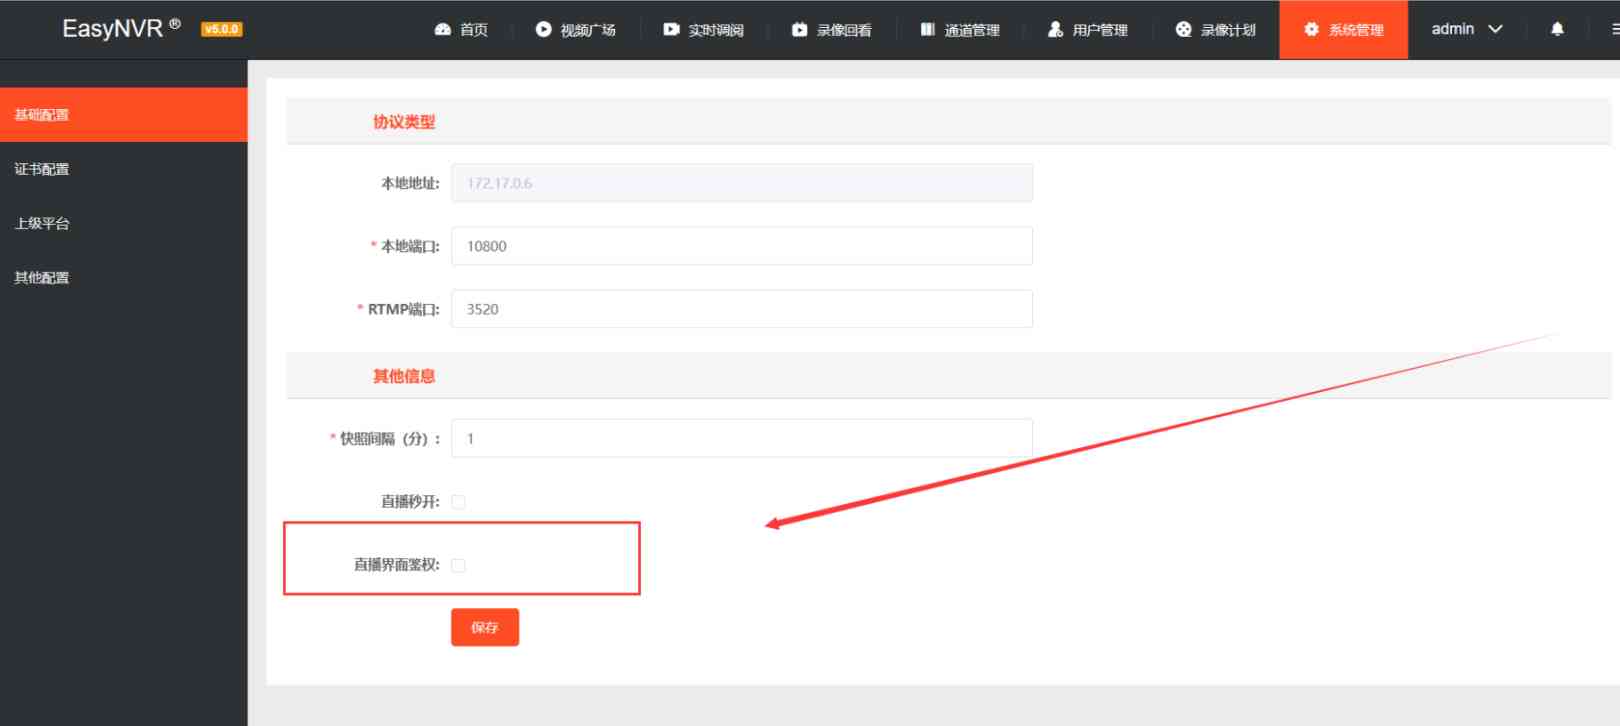 EasyNVR ® v5.0.0 首页 视频广场 实时调阅 录像回看 通道管理 用户管理 录像计划 系统管理 admin
基础配置
证书配置
上级平台
其他配置
协议类型
本地地址: 172.17.0.6
* 本地端口: 10800
* RTMP端口: 3520
其他信息
* 快照间隔（分）: 1
直播秒开:
直播界面鉴权:
保存